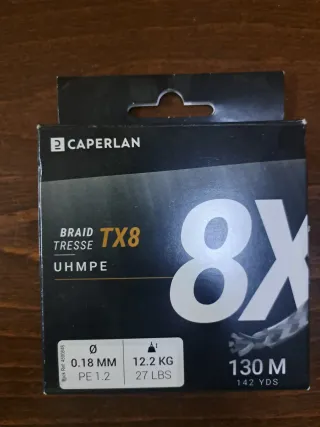 CAPERLAN
BRAID
TRESSE TX8
UHMPE
8X
Ø
0.18 MM
PE 1.2
12.2 KG
27 LBS
130 M
142 YDS